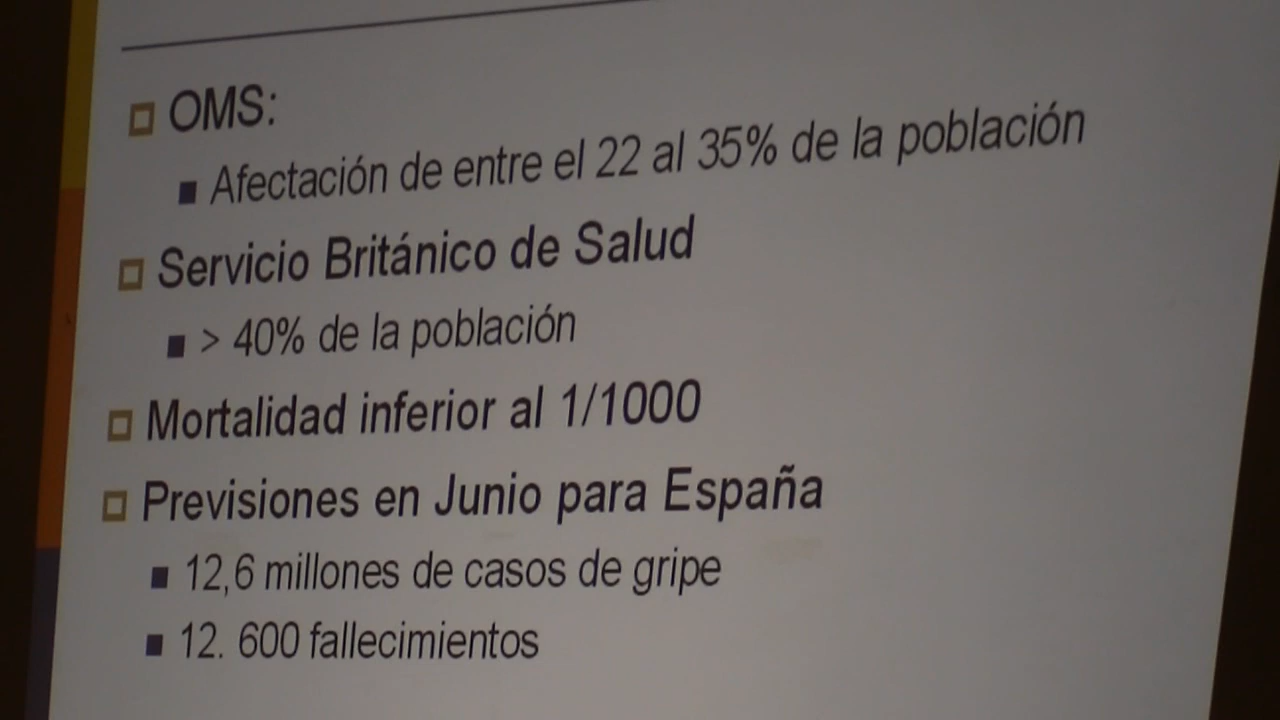 OMS:
Afectación de entre el 22 al 35% de la población
Servicio Británico de Salud
> 40% de la población
Mortalidad inferior al 1/1000
Previsiones en Junio para España
12,6 millones de casos de gripe
12. 600 fallecimientos